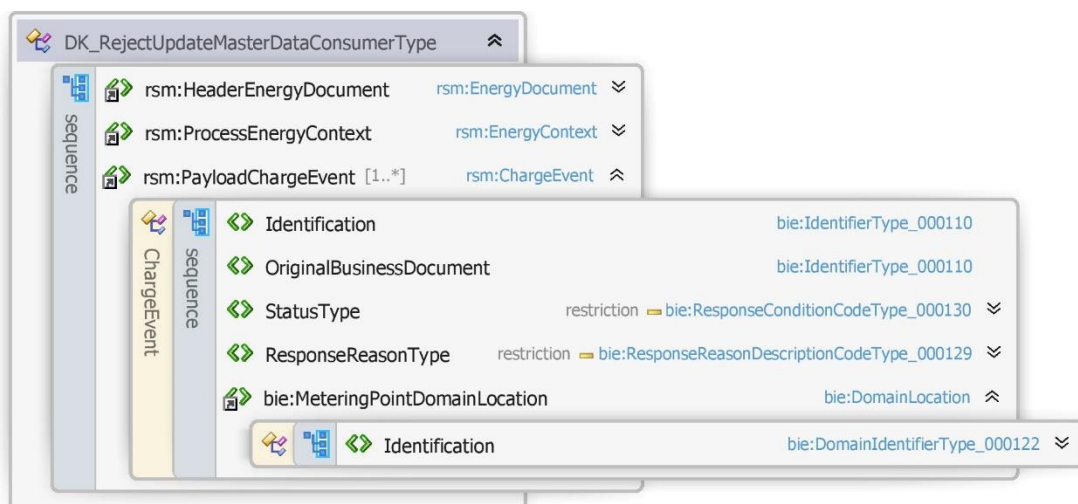 DK_RejectUpdateMasterDataConsumerType
sequence
rsm:HeaderEnergyDocument rsm:EnergyDocument
rsm:ProcessEnergyContext rsm:EnergyContext
rsm:PayloadChargeEvent [1..*] rsm:ChargeEvent
ChargeEvent
sequence
Identification bie:IdentifierType_000110
OriginalBusinessDocument bie:IdentifierType_000110
StatusType restriction bie:ResponseConditionCodeType_000130
ResponseReasonType restriction bie:ResponseReasonDescriptionCodeType_000129
bie:MeteringPointDomainLocation bie:DomainLocation
Identification bie:DomainIdentifierType_000122